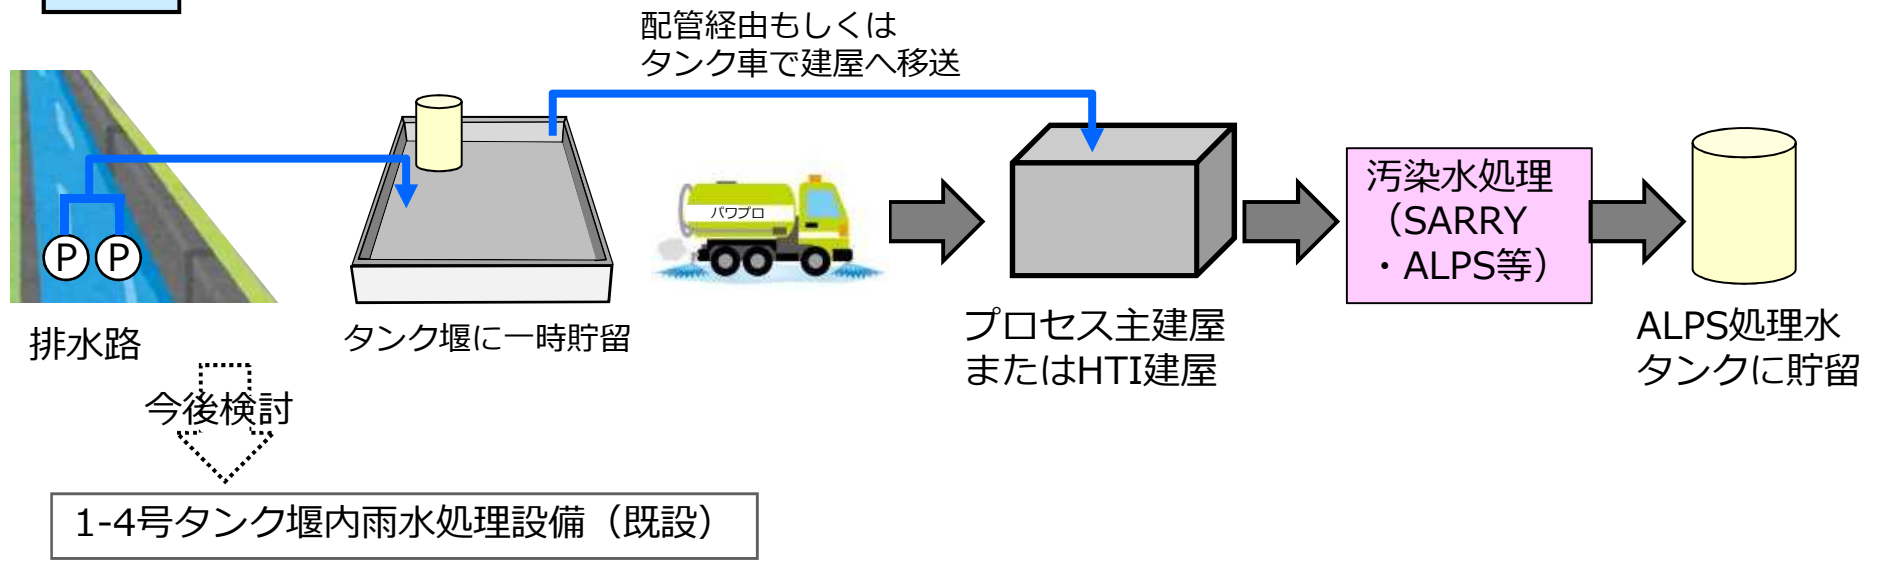 配管経由もしくは
タンク車で建屋へ移送
P P
パワプロ
汚染水処理
（SARRY
・ALPS等）
排水路
タンク堰に一時貯留
プロセス主建屋
またはHTI建屋
ALPS処理水
タンクに貯留
今後検討
1-4号タンク堰内雨水処理設備（既設）